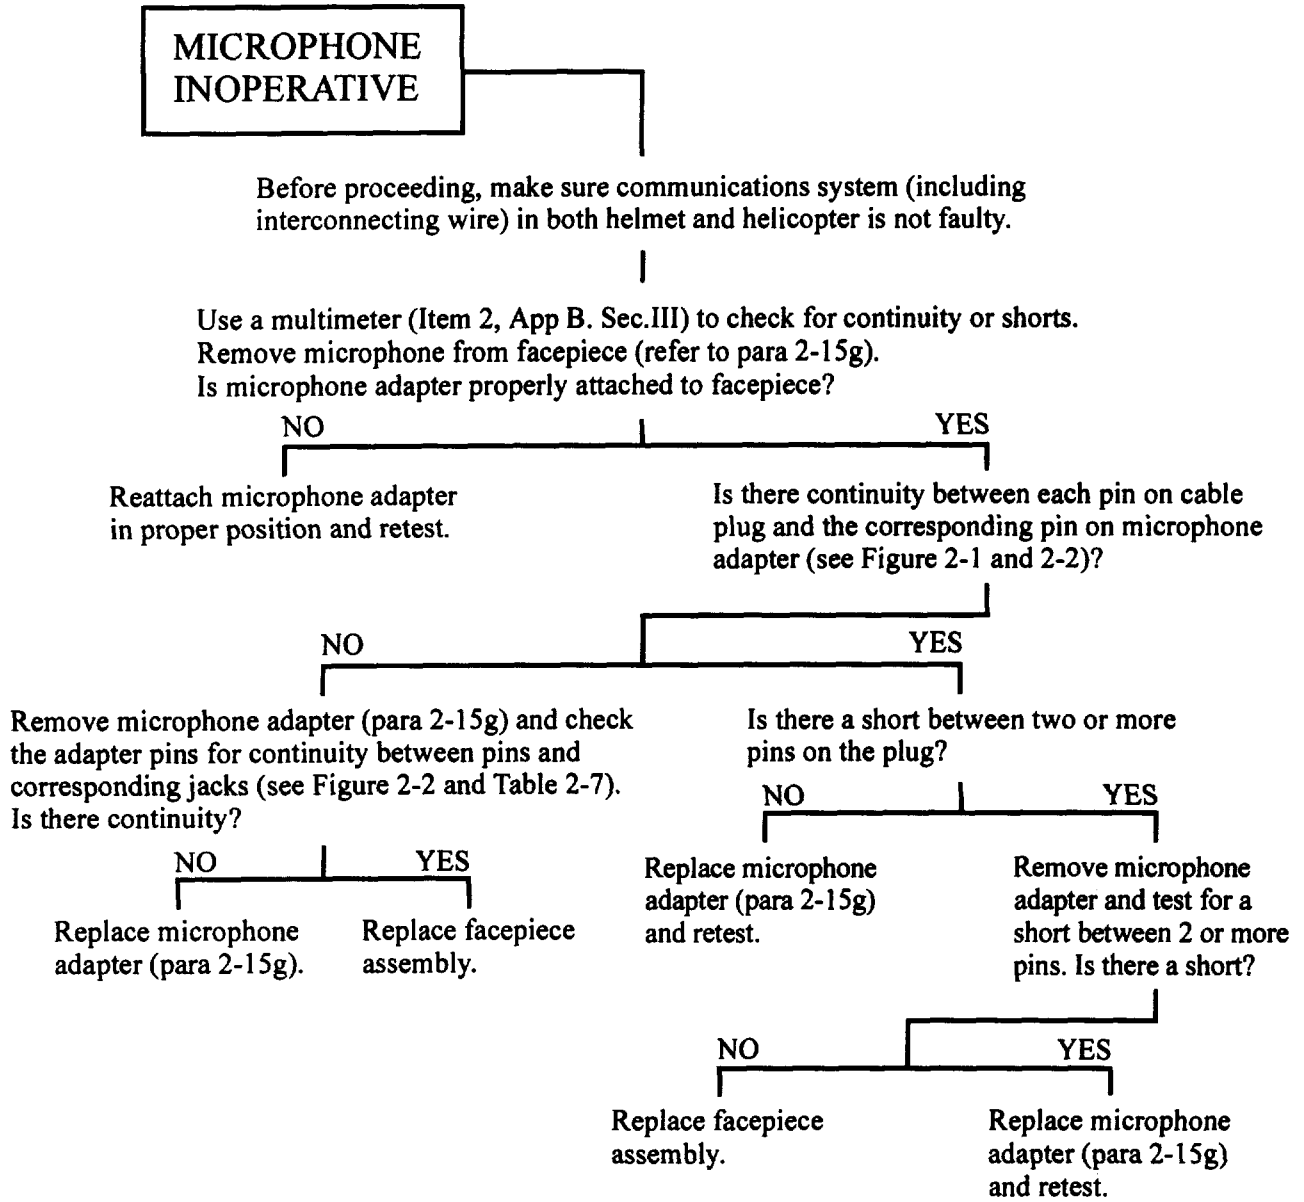 MICROPHONE
INOPERATIVE
Before proceeding, make sure communications system (including
interconnecting wire) in both helmet and helicopter is not faulty.
Use a multimeter (Item 2, App B. Sec.III) to check for continuity or shorts.
Remove microphone from facepiece (refer to para 2-15g).
Is microphone adapter properly attached to facepiece?
NO
YES
Reattach microphone adapter
in proper position and retest.
Is there continuity between each pin on cable
plug and the corresponding pin on microphone
adapter (see Figure 2-1 and 2-2)?
NO
YES
Remove microphone adapter (para 2-15g) and check
the adapter pins for continuity between pins and
corresponding jacks (see Figure 2-2 and Table 2-7).
Is there continuity?
Is there a short between two or more
pins on the plug?
NO
YES
NO
YES
Replace microphone
adapter (para 2-15g).
Replace facepiece
assembly.
Replace microphone
adapter (para 2-15g)
and retest.
Remove microphone
adapter and test for a
short between 2 or more
pins. Is there a short?
NO
YES
Replace facepiece
assembly.
Replace microphone
adapter (para 2-15g)
and retest.